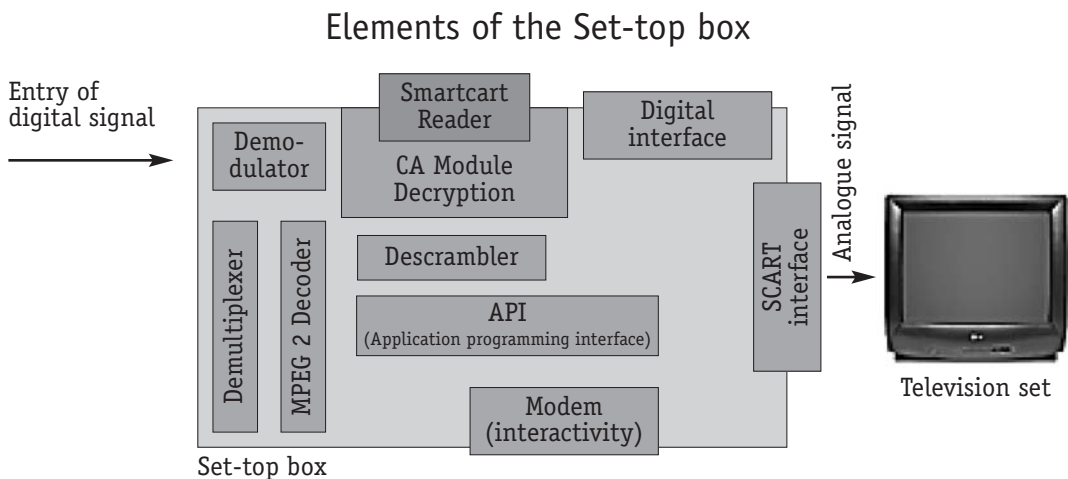 Elements of the Set-top box
Entry of
digital signal
Smartcart
Reader
Digital
interface
Demo-
dulator
CA Module
Decryption
Analogue signal
Demultiplexer
MPEG 2 Decoder
Descrambler
SCART
interface
API
(Application programming interface)
Television set
Modem
(interactivity)
Set-top box